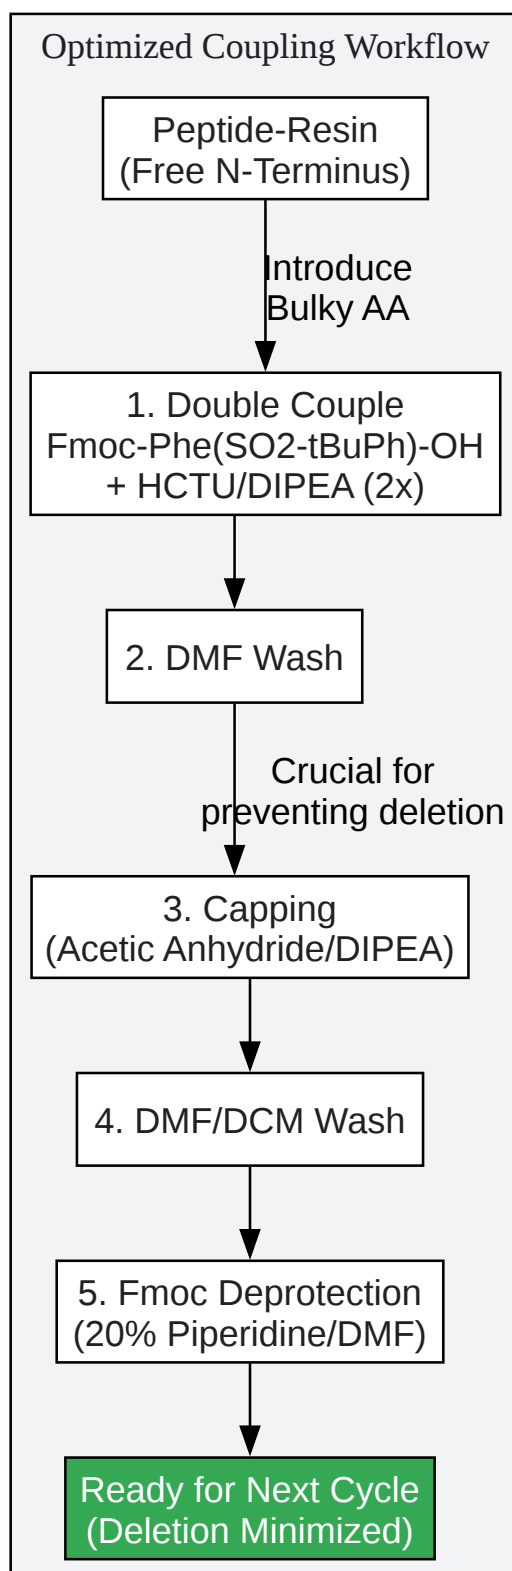 Optimized Coupling Workflow
Peptide-Resin
(Free N-Terminus)
Introduce
Bulky AA
1. Double Couple
Fmoc-Phe(SO2-tBuPh)-OH
+ HCTU/DIPEA (2x)
2. DMF Wash
Crucial for
preventing deletion
3. Capping
(Acetic Anhydride/DIPEA)
4. DMF/DCM Wash
5. Fmoc Deprotection
(20% Piperidine/DMF)
Ready for Next Cycle
(Deletion Minimized)